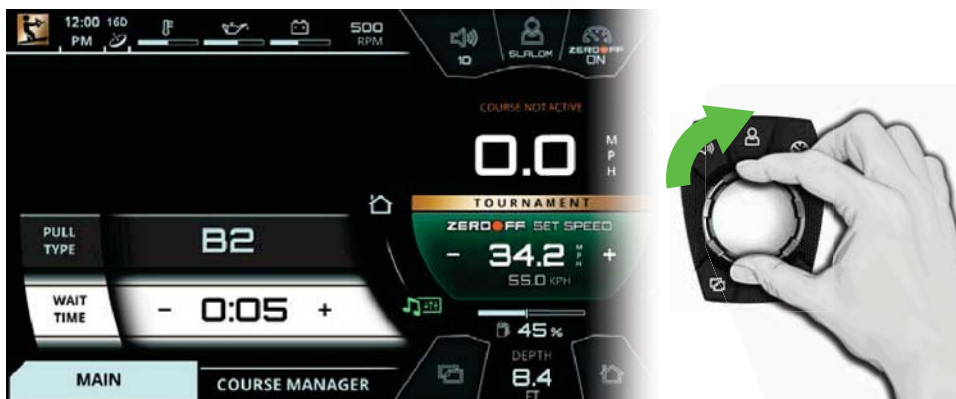 12:00 16D
PM
500
RPM
10
SLALOM
ZEROOFF
ON
COURSE NOT ACTIVE
0.0 MPH
TOURNAMENT
ZEROOFF SET SPEED
- 34.2 MPH +
55.0 KPH
PULL
TYPE
B2
WAIT
TIME
- 0:05 +
45%
DEPTH
8.4
FT
MAIN
COURSE MANAGER